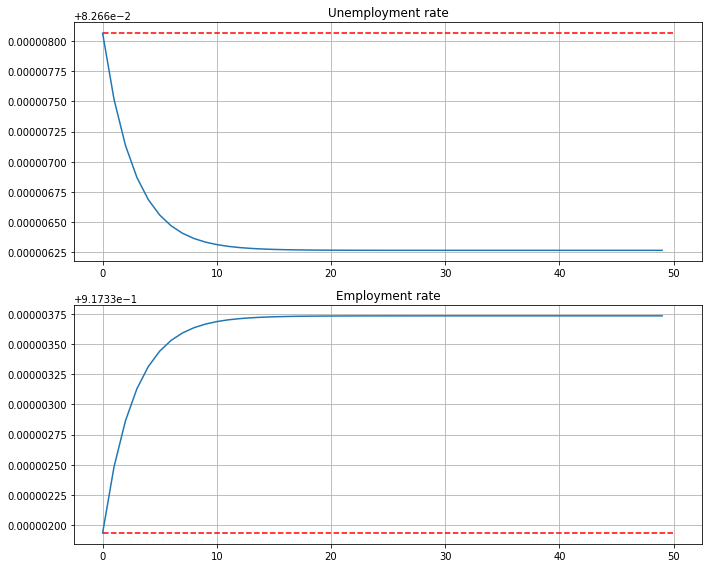 Unemployment rate
+8.266e−2
0.00000800
0.00000775
0.00000750
0.00000725
0.00000700
0.00000675
0.00000650
0.00000625
0 10 20 30 40 50
Employment rate
+9.1733e−1
0.00000375
0.00000350
0.00000325
0.00000300
0.00000275
0.00000250
0.00000225
0.00000200
0 10 20 30 40 50